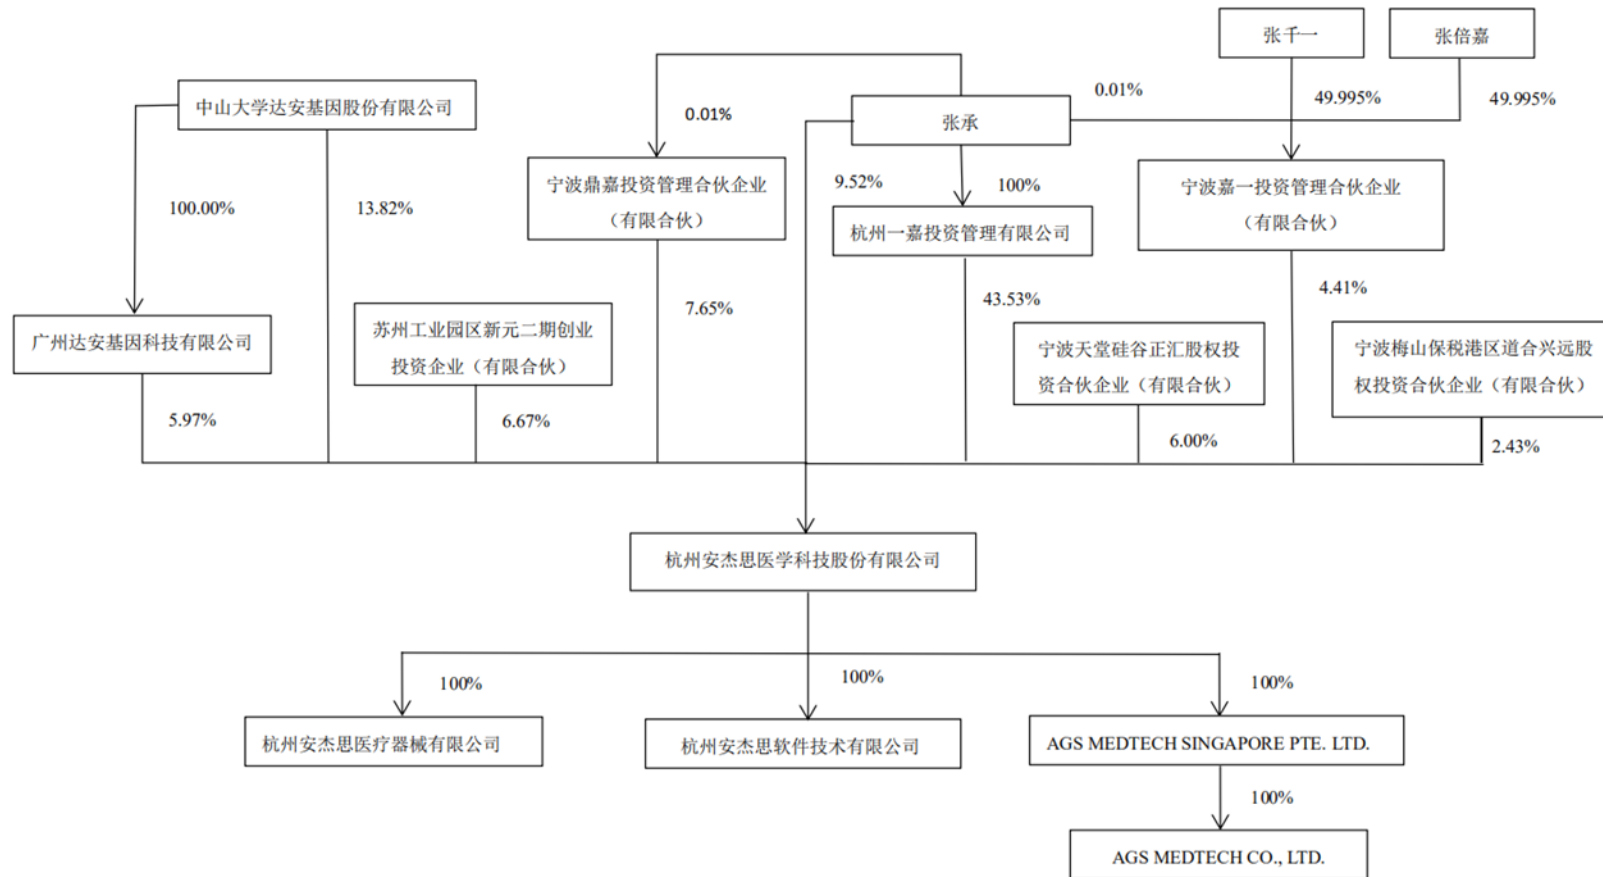 张千一
张倍嘉
中山大学达安基因股份有限公司
0.01%
张承
0.01%
49.995%
49.995%
宁波鼎嘉投资管理合伙企业
（有限合伙）
9.52%
100%
宁波嘉一投资管理合伙企业
（有限合伙）
100.00%
13.82%
杭州一嘉投资管理有限公司
7.65%
43.53%
4.41%
广州达安基因科技有限公司
苏州工业园区新元二期创业
投资企业（有限合伙）
宁波天堂硅谷正汇股权投
资合伙企业（有限合伙）
宁波梅山保税港区道合兴远股
权投资合伙企业（有限合伙）
5.97%
6.67%
6.00%
2.43%
杭州安杰思医学科技股份有限公司
100%
100%
100%
杭州安杰思医疗器械有限公司
杭州安杰思软件技术有限公司
AGS MEDTECH SINGAPORE PTE. LTD.
100%
AGS MEDTECH CO., LTD.